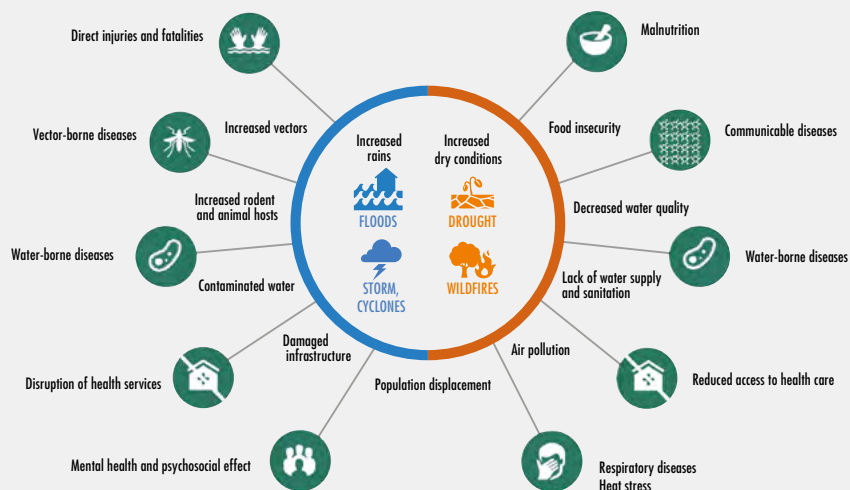 Direct injuries and fatalities
Malnutrition
Vector-borne diseases
Increased vectors
Increased
rains
Increased
dry conditions
Food insecurity
Communicable diseases
Increased rodent
and animal hosts
FLOODS
DROUGHT
Decreased water quality
Water-borne diseases
Contaminated water
STORM,
CYCLONES
WILDFIRES
Lack of water supply
and sanitation
Water-borne diseases
Damaged
infrastructure
Air pollution
Disruption of health services
Population displacement
Reduced access to health care
Mental health and psychosocial effect
Respiratory diseases
Heat stress